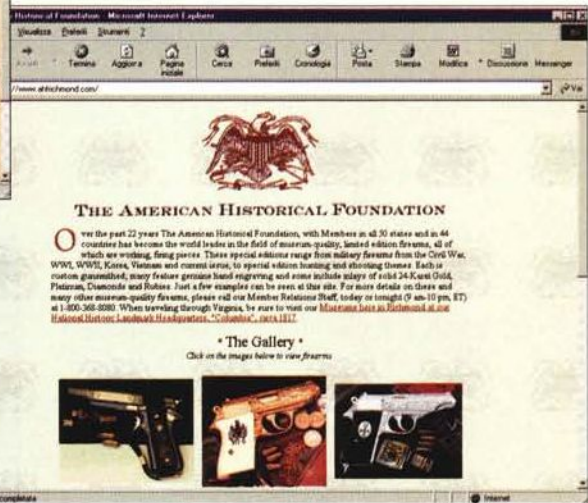 Historical Foundation - Microsoft Internet Explorer
Visualizza Preferiti Strumenti ?
Avanti Termina Aggiorna Pagina iniziale Cerca Preferiti Cronologia Posta Stampa Modifica Discussione Messenger
//www.ahfrichmond.com/ Vai
THE AMERICAN HISTORICAL FOUNDATION
Over the past 22 years The American Historical Foundation, with Members in all 50 states and in 44
countries has become the world leader in the field of museum-quality, limited edition firearms, all of
which are working, firing pieces. These special editions range from military firearms from the Civil War,
WWI, WWII, Korea, Vietnam and current issue, to special edition hunting and shooting themes. Each is
custom gunsmithed, many feature genuine hand engraving and some include inlays of solid 24-Karat Gold,
Platinum, Diamonds and Rubies. Just a few examples can be seen at this site. For more details on these and
many other museum-quality firearms, please call our Member Relations Staff, today or tonight (9 am-10 pm, ET)
at 1-800-368-8080. When traveling through Virginia, be sure to visit our Museums here in Richmond at our
National Historic Landmark Headquarters, "Columbia", circa 1817.
• The Gallery •
Click on the images below to view firearms
completata Internet